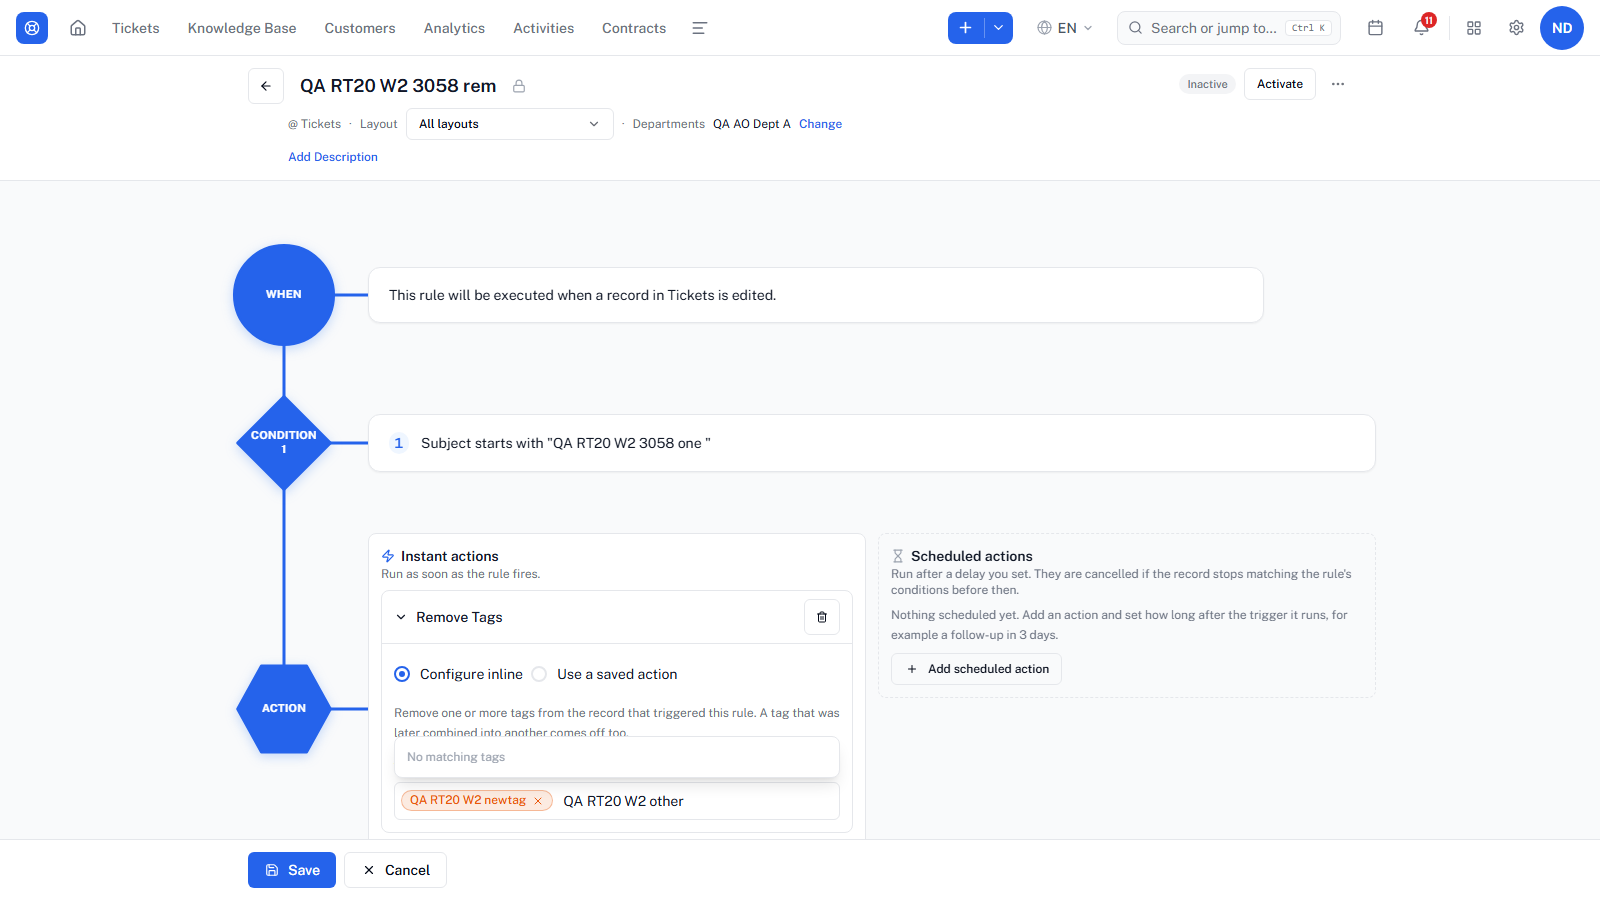 Tickets
Knowledge Base
Customers
Analytics
Activities
Contracts
EN
Search or jump to...
Ctrl K
11
ND
QA RT20 W2 3058 rem
Inactive
Activate
@ Tickets · Layout
All layouts
· Departments QA AO Dept A Change
Add Description
WHEN
This rule will be executed when a record in Tickets is edited.
CONDITION
1
1 Subject starts with "QA RT20 W2 3058 one "
ACTION
Instant actions
Run as soon as the rule fires.
Remove Tags
Configure inline
Use a saved action
Remove one or more tags from the record that triggered this rule. A tag that was
later combined into another comes off too.
No matching tags
QA RT20 W2 newtag
QA RT20 W2 other
Scheduled actions
Run after a delay you set. They are cancelled if the record stops matching the rule's
conditions before then.
Nothing scheduled yet. Add an action and set how long after the trigger it runs, for
example a follow-up in 3 days.
Add scheduled action
Save
Cancel